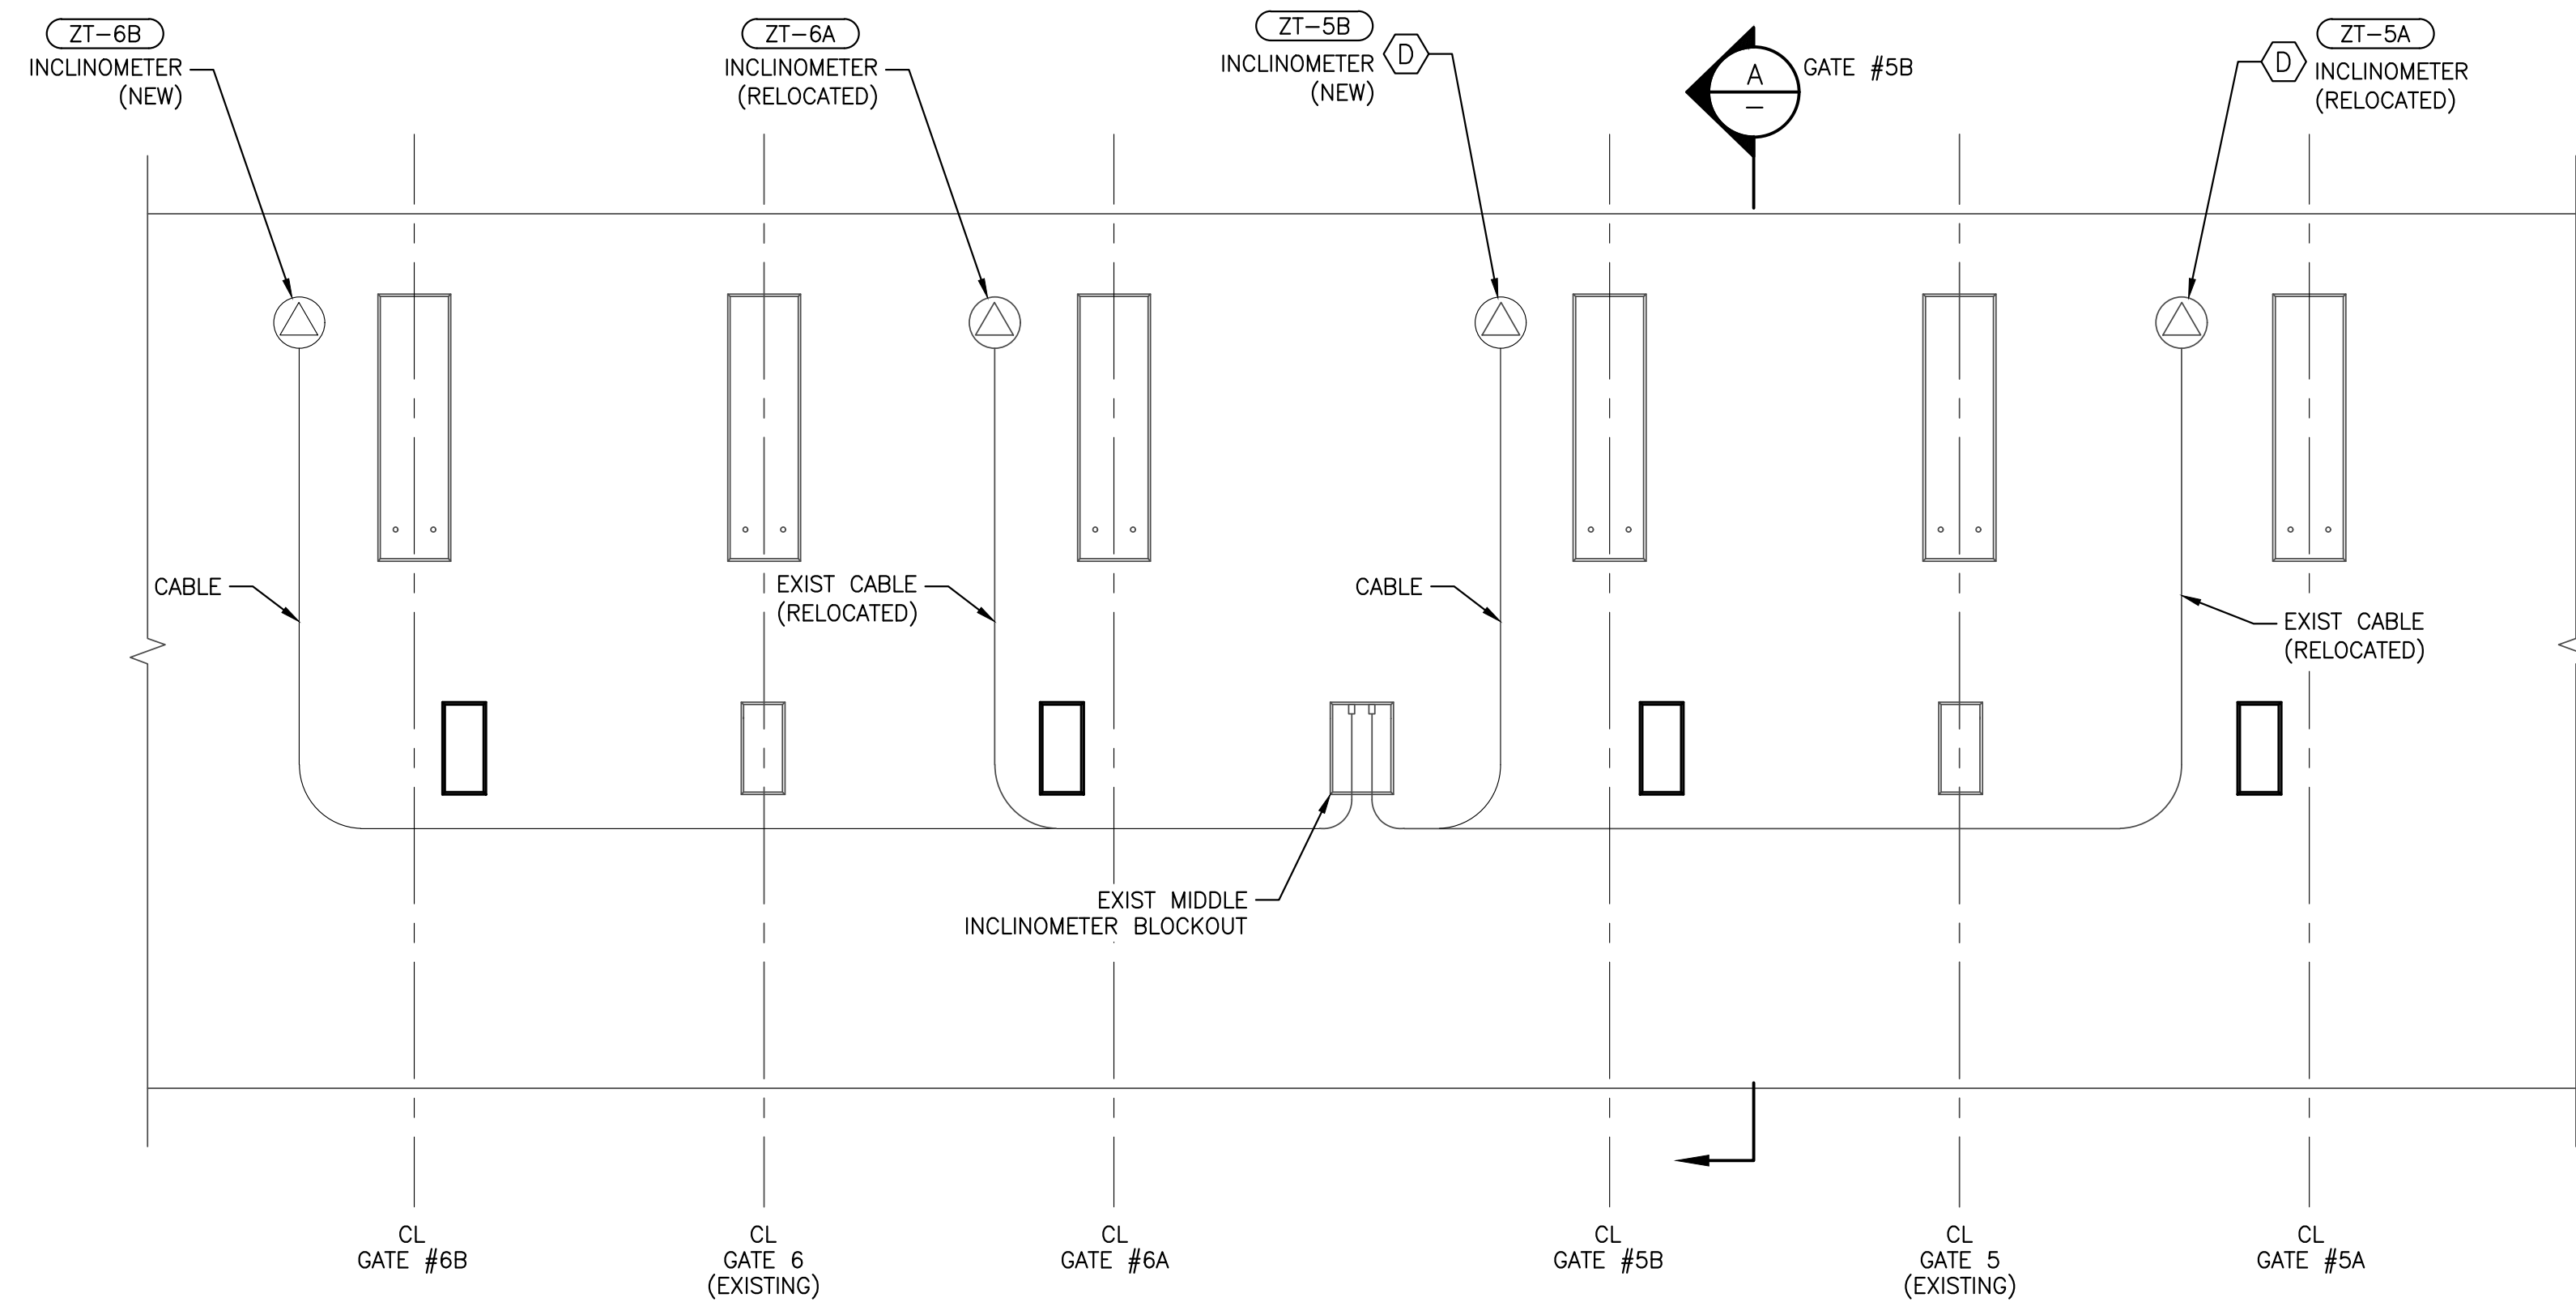 ZT-6B
INCLINOMETER
(NEW)
ZT-6A
INCLINOMETER
(RELOCATED)
ZT-5B
INCLINOMETER
(NEW)
D
A
-
GATE #5B
D
ZT-5A
INCLINOMETER
(RELOCATED)
CABLE
EXIST CABLE
(RELOCATED)
CABLE
EXIST CABLE
(RELOCATED)
EXIST MIDDLE
INCLINOMETER BLOCKOUT
CL
GATE #6B
CL
GATE 6
(EXISTING)
CL
GATE #6A
CL
GATE #5B
CL
GATE 5
(EXISTING)
CL
GATE #5A